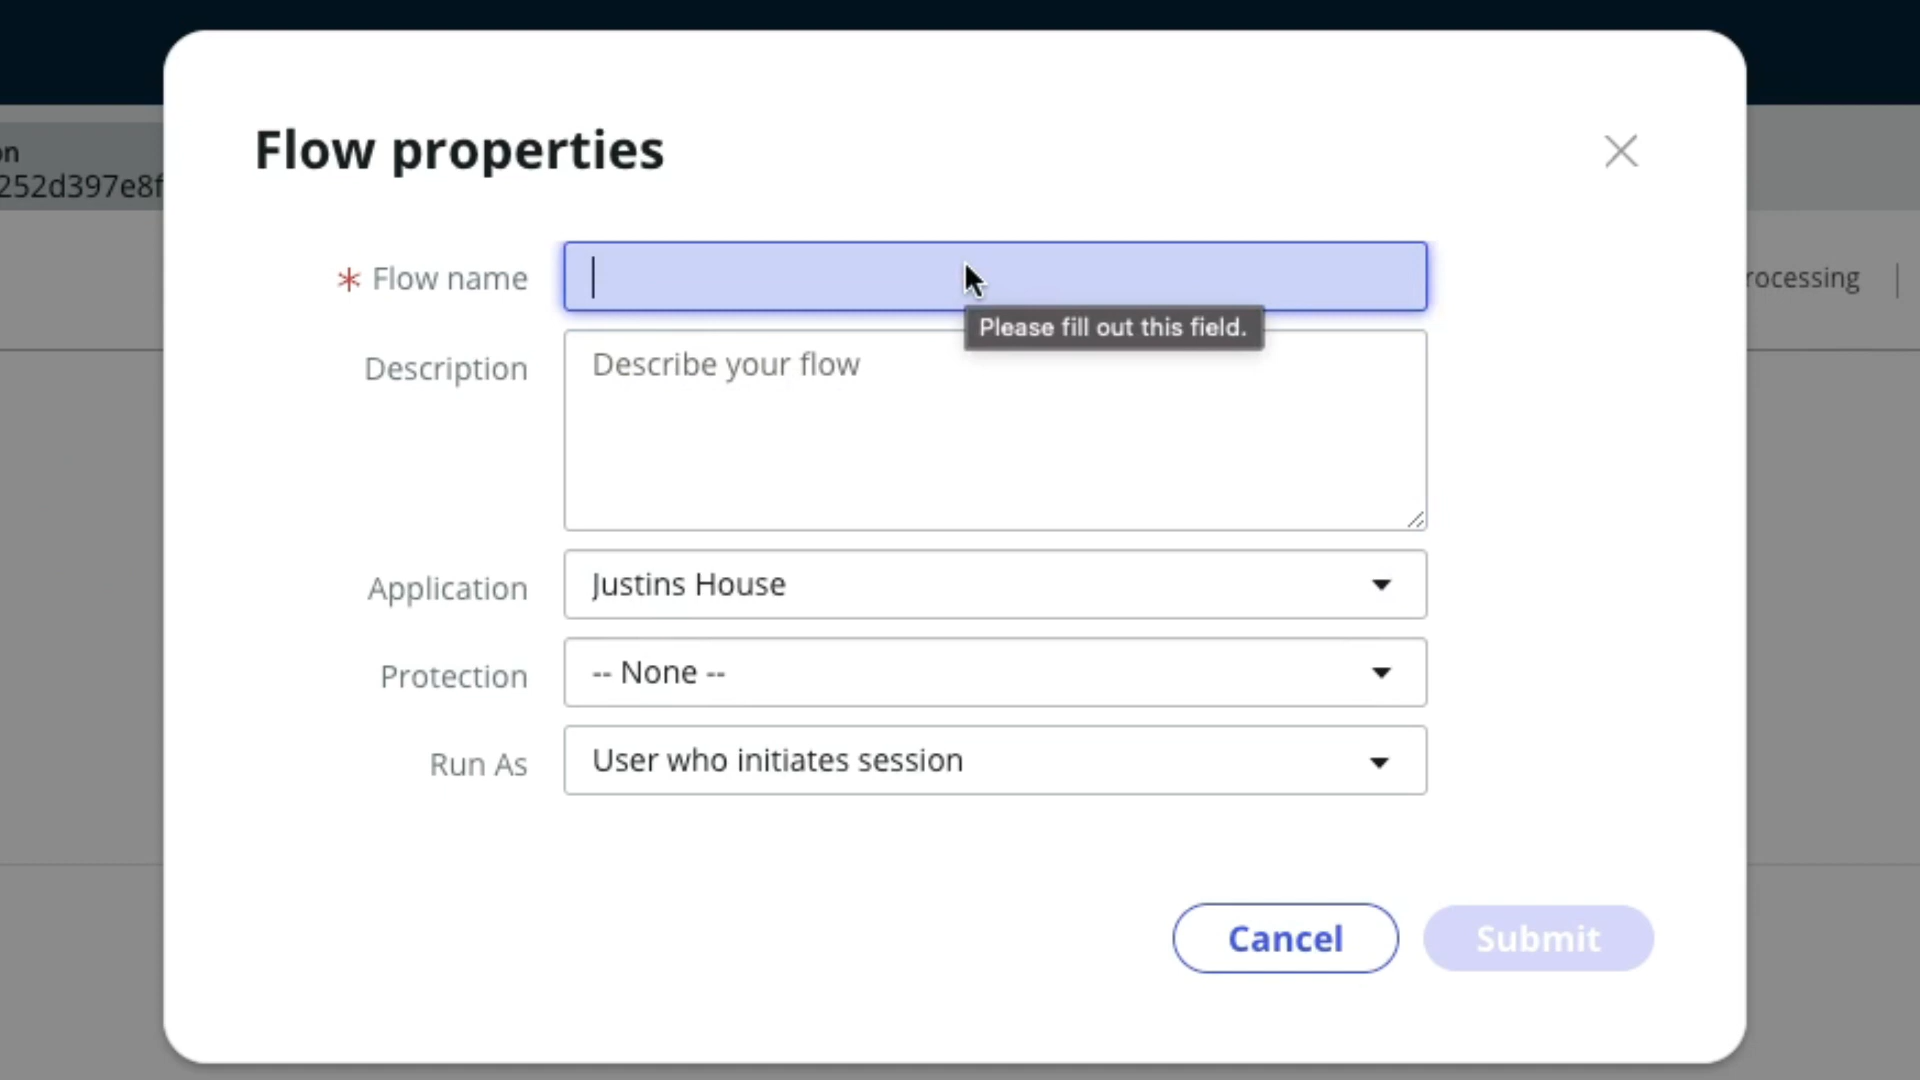 Flow properties
on
252d397e8f
* Flow name
Please fill out this field.
rocessing
Description
Describe your flow
Application
Justins House
Protection
-- None --
Run As
User who initiates session
Cancel
Submit